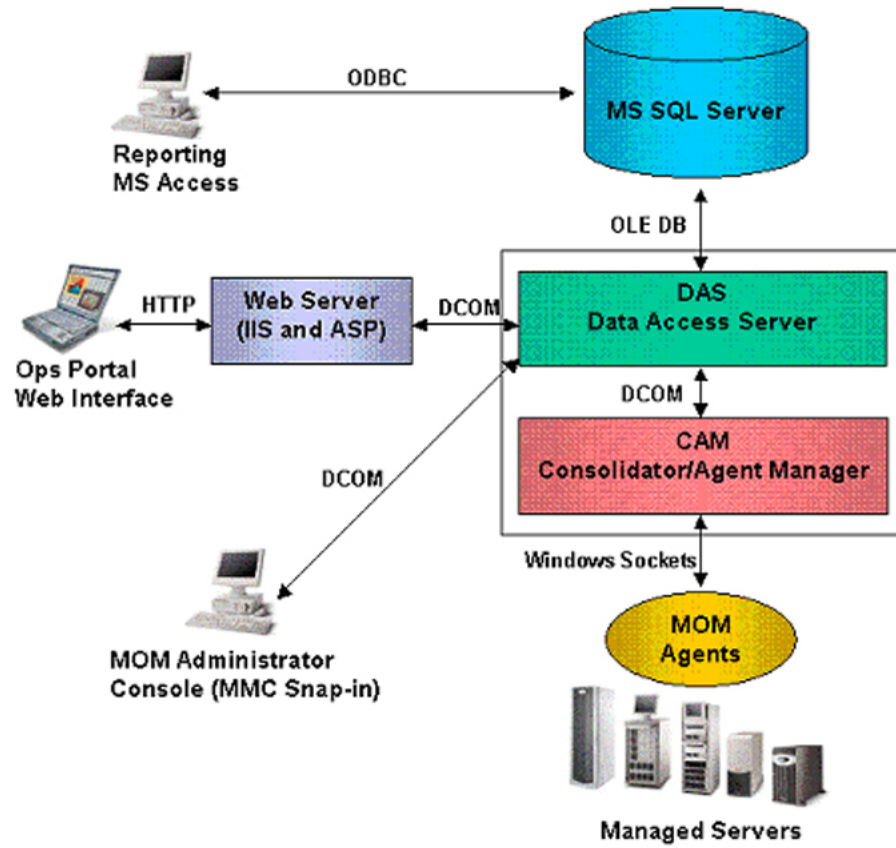 ODBC
MS SQL Server
Reporting
MS Access
OLE DB
HTTP
Web Server
(IIS and ASP)
DCOM
DAS
Data Access Server
Ops Portal
Web Interface
DCOM
CAM
Consolidator/Agent Manager
DCOM
Windows Sockets
MOM
Agents
MOM Administrator
Console (MMC Snap-in)
Managed Servers